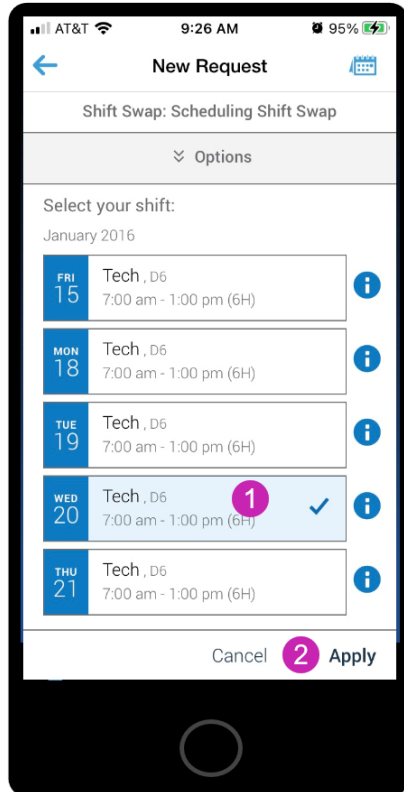 AT&T 9:26 AM 95%
New Request
Shift Swap: Scheduling Shift Swap
Options
Select your shift:
January 2016
FRI
15
Tech , D6
7:00 am - 1:00 pm (6H)
MON
18
Tech , D6
7:00 am - 1:00 pm (6H)
TUE
19
Tech , D6
7:00 am - 1:00 pm (6H)
WED
20
Tech , D6
7:00 am - 1:00 pm (6H)
1
THU
21
Tech , D6
7:00 am - 1:00 pm (6H)
Cancel 2 Apply